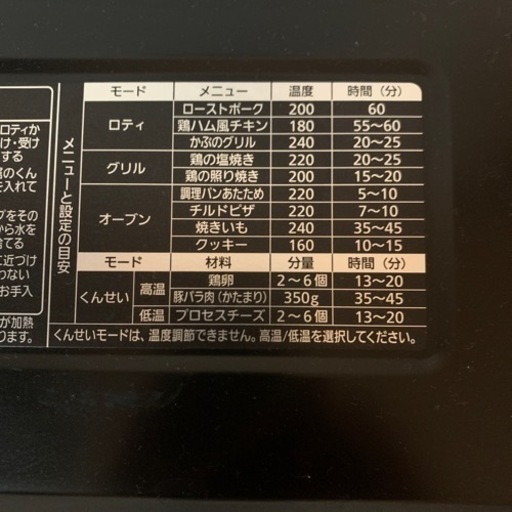 ロティか
け・受け
する
を入れて
プをその
から水を
に近づけ
わない
お手入
が加熱
ります。
メニューと設定の目安
モード メニュー 温度 時間(分)
ロティ ローストポーク 200 60
鶏ハム風チキン 180 55〜60
かぶのグリル 240 20〜25
グリル 鶏の塩焼き 220 20〜25
鶏の照り焼き 200 15〜20
オーブン 調理パンあたため 220 5〜10
チルドピザ 220 7〜10
焼きいも 240 35〜45
クッキー 160 10〜15
モード 材料 分量 時間(分)
くんせい 高温 鶏卵 2〜6個 13〜20
豚バラ肉(かたまり) 350g 35〜45
低温 プロセスチーズ 2〜6個 13〜20
くんせいモードは、温度調節できません。高温/低温を選択してください。